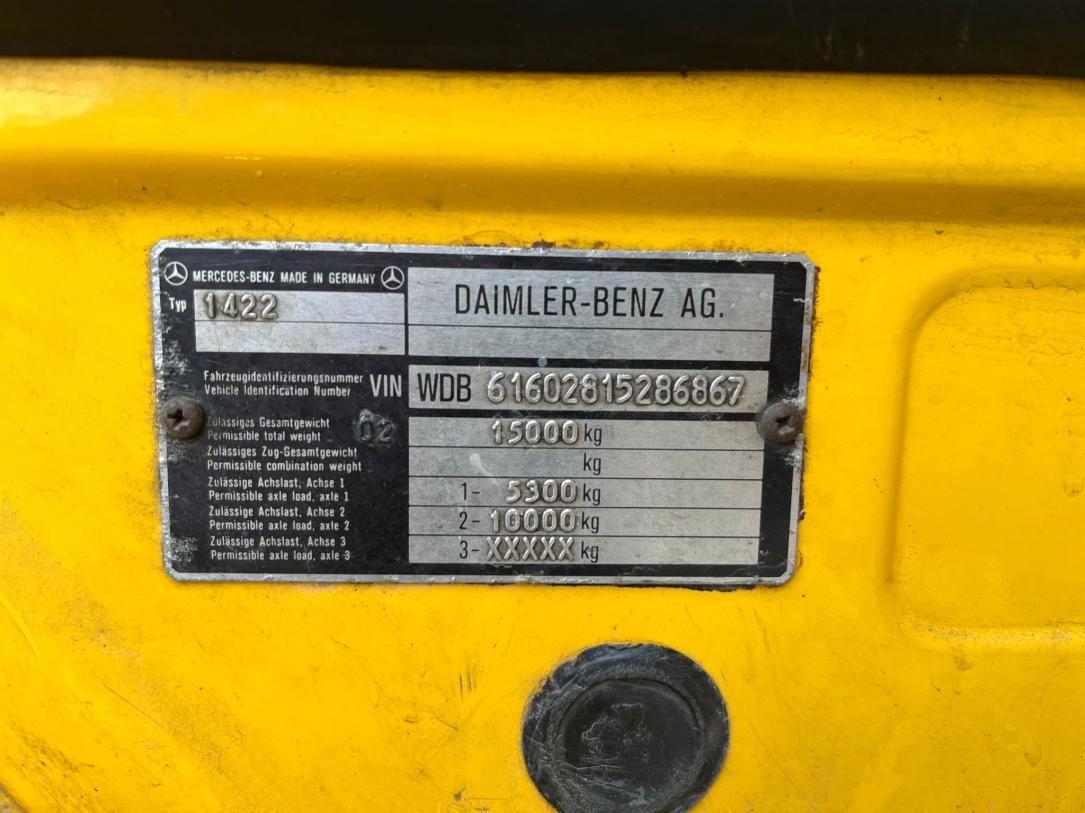 MERCEDES-BENZ MADE IN GERMANY
Typ 1422
DAIMLER-BENZ AG.
Fahrzeugidentifizierungsnummer
Vehicle Identification Number VIN WDB 61602815286867
Zulässiges Gesamtgewicht
Permissible total weight 02 15000 kg
Zulässiges Zug-Gesamtgewicht
Permissible combination weight kg
Zulässige Achslast, Achse 1
Permissible axle load, axle 1 1- 5300 kg
Zulässige Achslast, Achse 2
Permissible axle load, axle 2 2- 10000 kg
Zulässige Achslast, Achse 3
Permissible axle load, axle 3 3- XXXXX kg